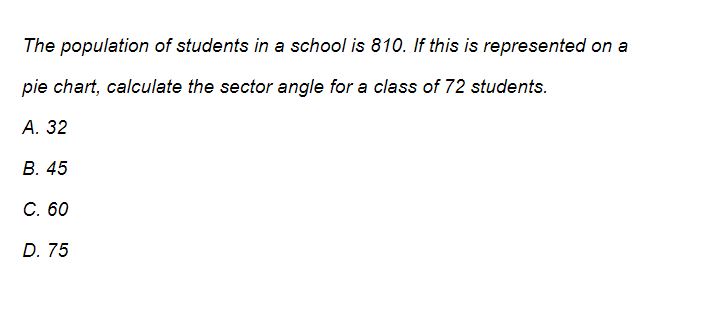 The population of students in a school is 810. If this is represented on a
pie chart, calculate the sector angle for a class of 72 students.
A. 32
B. 45
C. 60
D. 75